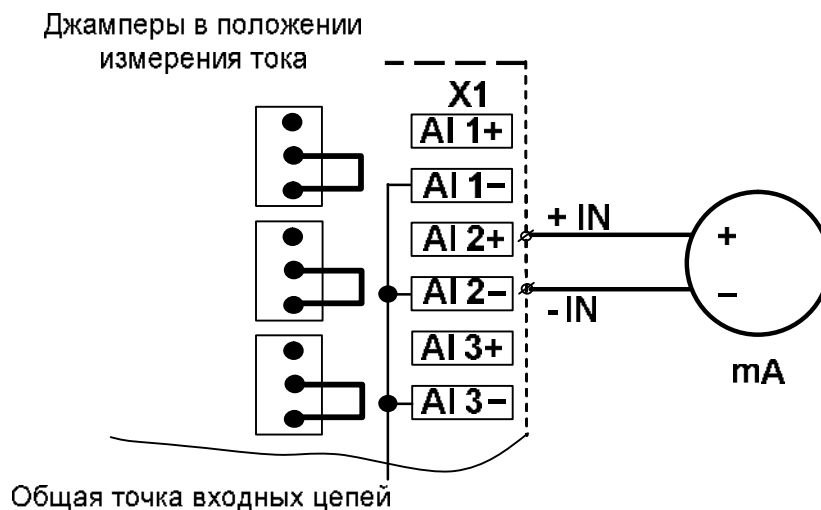 Джамперы в положении
измерения тока
X1
AI 1+
AI 1−
AI 2+
+ IN
+
AI 2−
- IN
−
AI 3+
mA
AI 3−
Общая точка входных цепей